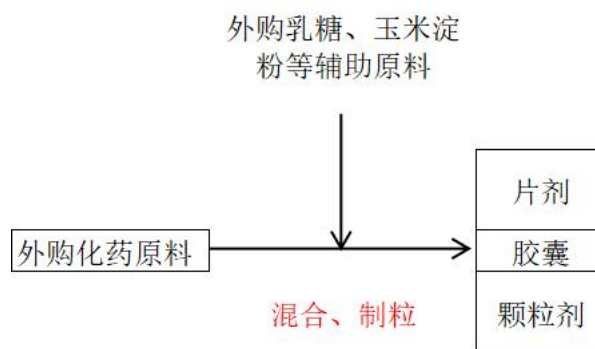 外购乳糖、玉米淀
粉等辅助原料
片剂
外购化药原料
胶囊
混合、制粒
颗粒剂